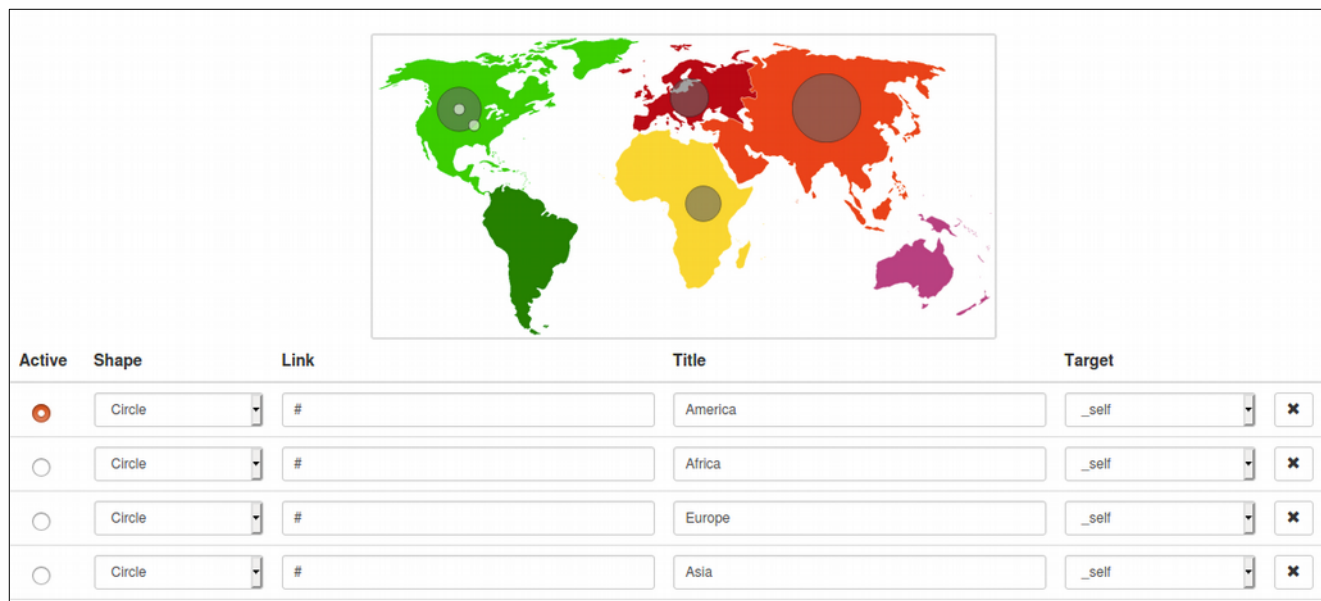 Active Shape Link Title Target
Circle # America _self ✖
Circle # Africa _self ✖
Circle # Europe _self ✖
Circle # Asia _self ✖